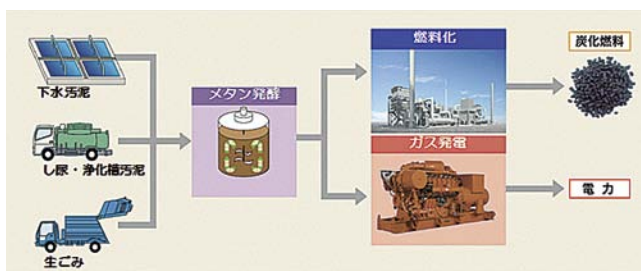 下水汚泥
し尿・浄化槽汚泥
生ごみ
メタン発酵
燃料化
ガス発電
炭化燃料
電力